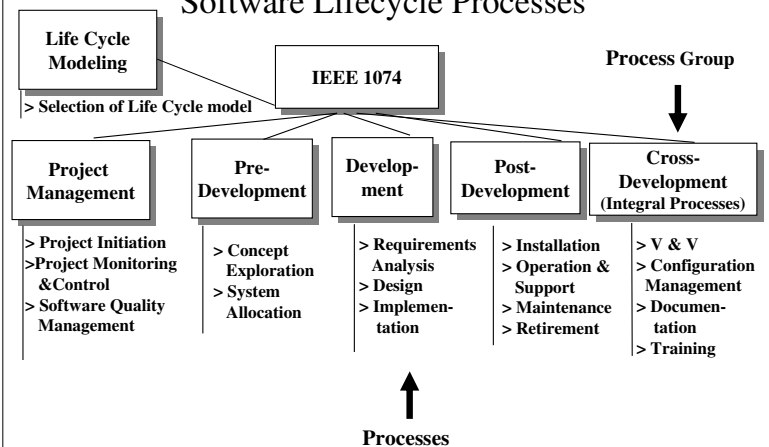 Software Lifecycle Processes
Life Cycle
Modeling
IEEE 1074
Process Group
> Selection of Life Cycle model
Project
Management
Pre-
Development
Develop-
ment
Post-
Development
Cross-
Development
(Integral Processes)
> Project Initiation
>Project Monitoring
&Control
> Software Quality
Management
> Concept
Exploration
> System
Allocation
> Requirements
Analysis
> Design
> Implemen-
tation
> Installation
> Operation &
Support
> Maintenance
> Retirement
> V & V
> Configuration
Management
> Documen-
tation
> Training
Processes